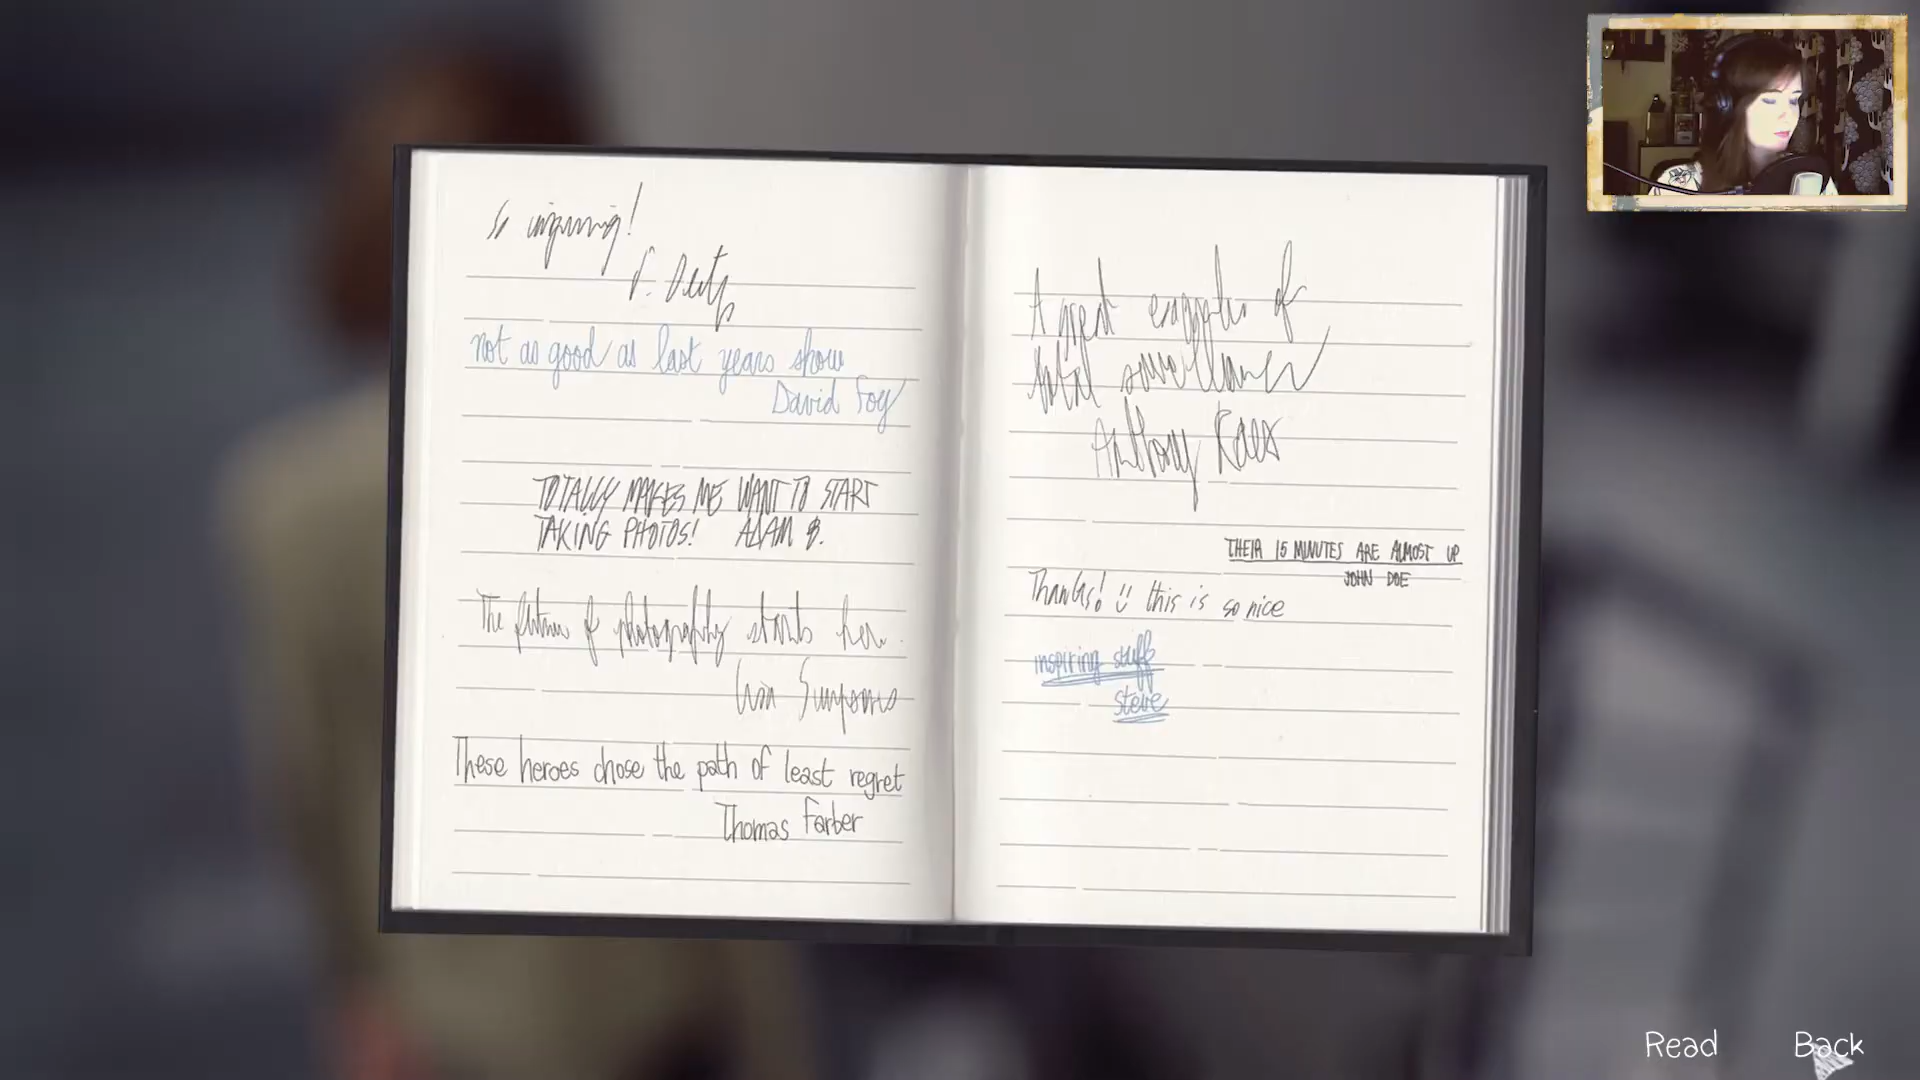 So inspiring!
not as good as last years show
David Foy
TOTALLY MAKES ME WANT TO START
TAKING PHOTOS! ADAM B.
The future of photography starts here.
Simpsons
These heroes chose the path of least regret
Thomas Farber
A great example of
total surveillance
Anthony
THEIR 15 MINUTES ARE ALMOST UP
JOHN DOE
Thanks! this is so nice
inspiring stuff
steve
Read Back